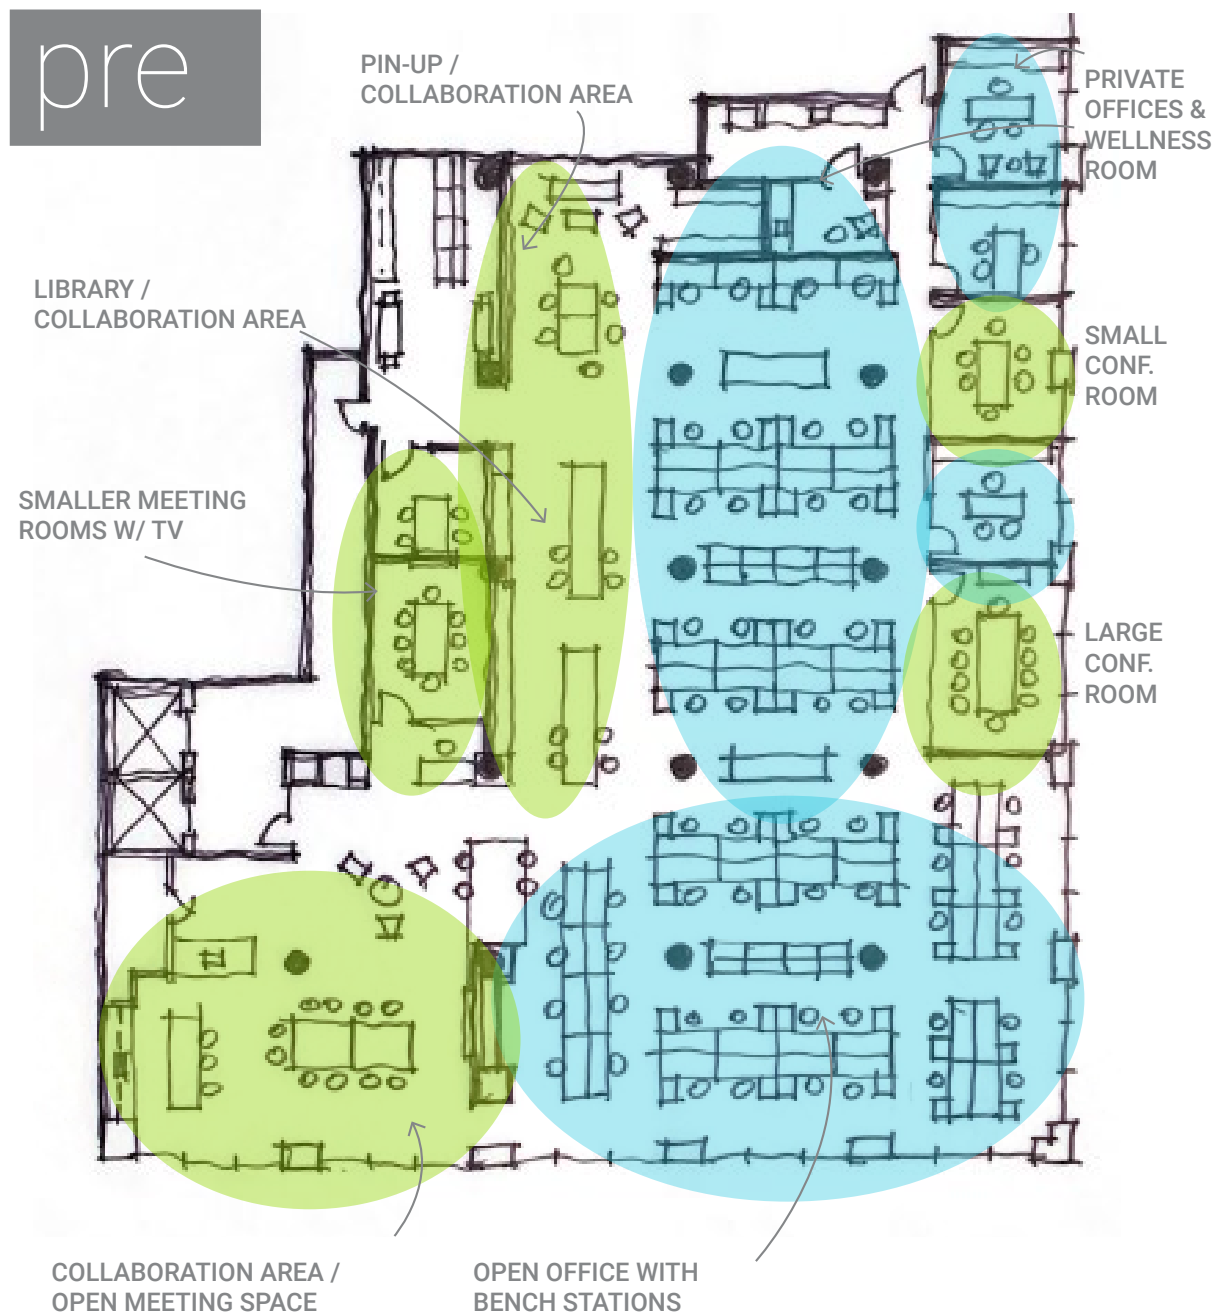 pre
PIN-UP /
COLLABORATION AREA
PRIVATE
OFFICES &
WELLNESS
ROOM
LIBRARY /
COLLABORATION AREA
SMALL
CONF.
ROOM
SMALLER MEETING
ROOMS W/ TV
LARGE
CONF.
ROOM
COLLABORATION AREA /
OPEN MEETING SPACE
OPEN OFFICE WITH
BENCH STATIONS